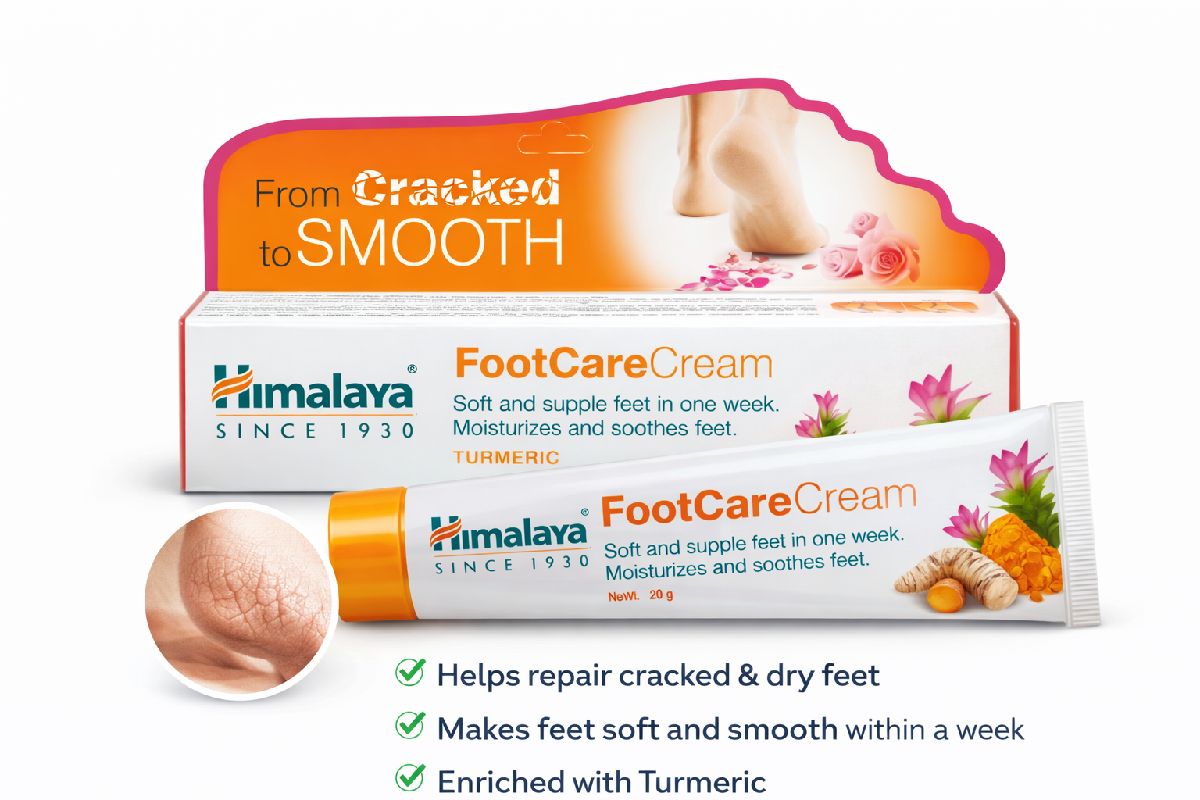 From Cracked
to SMOOTH
Himalaya®
SINCE 1930
FootCareCream
Soft and supple feet in one week.
Moisturizes and soothes feet.
TURMERIC
Himalaya®
SINCE 1930
FootCareCream
Soft and supple feet in one week.
Moisturizes and soothes feet.
NeWt. 20 g
Helps repair cracked & dry feet
Makes feet soft and smooth within a week
Enriched with Turmeric